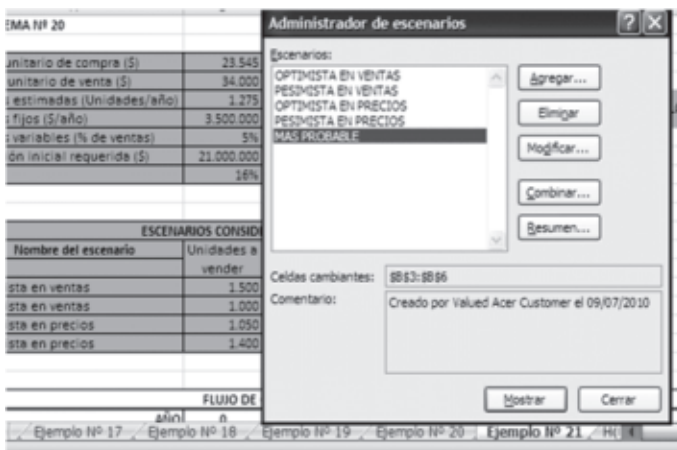 EMA Nº 20
unitario de compra ($) 23.545
unitario de venta ($) 34.000
s estimadas (Unidades/año) 1.275
s fijos ($/año) 3.500.000
s variables (% de ventas) 5%
ón inicial requerida ($) 21.000.000
16%
ESCENARIOS CONSID
Nombre del escenario Unidades a
vender
sta en ventas 1.500
sta en ventas 1.000
sta en precios 1.050
sta en precios 1.400
FLUJO DE
AÑO 0
Administrador de escenarios
Escenarios:
OPTIMISTA EN VENTAS
PESIMISTA EN VENTAS
OPTIMISTA EN PRECIOS
PESIMISTA EN PRECIOS
MAS PROBABLE
Agregar...
Eliminar
Modificar...
Combinar...
Resumen...
Celdas cambiantes: $B$3:$B$6
Comentario: Creado por Valued Acer Customer el 09/07/2010
Mostrar Cerrar
Ejemplo Nº 17 Ejemplo Nº 18 Ejemplo Nº 19 Ejemplo Nº 20 Ejemplo Nº 21